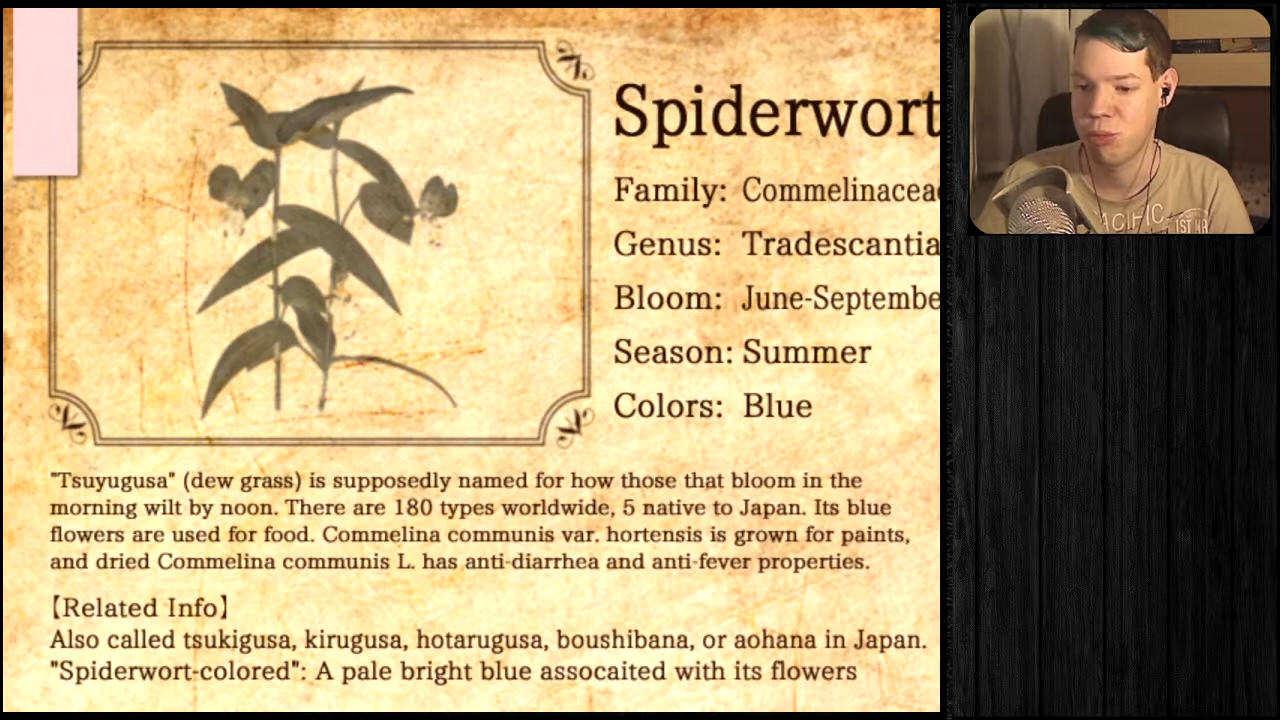 Spiderwort
Family: Commelinacea
Genus: Tradescantia
Bloom: June-Septembe
Season: Summer
Colors: Blue
"Tsuyugusa" (dew grass) is supposedly named for how those that bloom in the
morning wilt by noon. There are 180 types worldwide, 5 native to Japan. Its blue
flowers are used for food. Commelina communis var. hortensis is grown for paints,
and dried Commelina communis L. has anti-diarrhea and anti-fever properties.
【Related Info】
Also called tsukigusa, kirugusa, hotarugusa, boushibana, or aohana in Japan.
"Spiderwort-colored": A pale bright blue assocaited with its flowers
PACIFIC
1ST HR